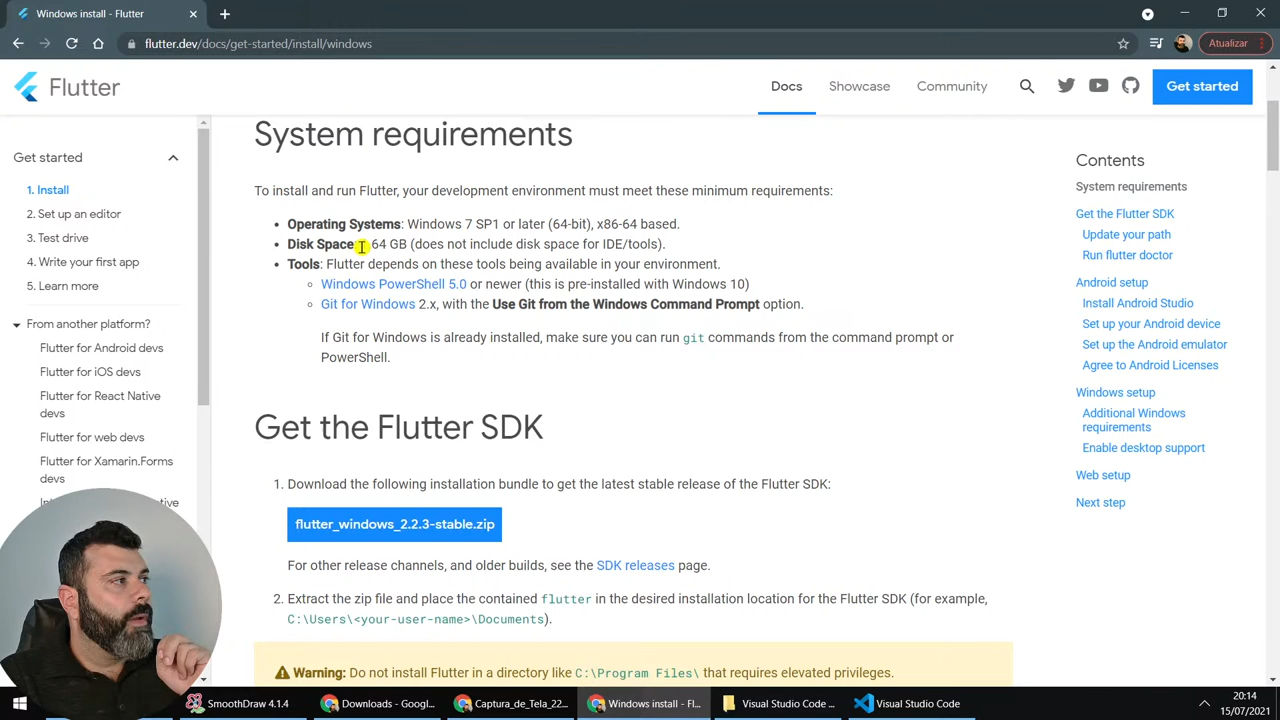 Windows install - Flutter
flutter.dev/docs/get-started/install/windows
Atualizar
Flutter
Docs
Showcase
Community
Get started
Get started
1. Install
2. Set up an editor
3. Test drive
4. Write your first app
5. Learn more
From another platform?
Flutter for Android devs
Flutter for iOS devs
Flutter for React Native
devs
Flutter for web devs
Flutter for Xamarin.Forms
devs
System requirements
To install and run Flutter, your development environment must meet these minimum requirements:
Operating Systems: Windows 7 SP1 or later (64-bit), x86-64 based.
Disk Space 64 GB (does not include disk space for IDE/tools).
Tools: Flutter depends on these tools being available in your environment.
Windows PowerShell 5.0 or newer (this is pre-installed with Windows 10)
Git for Windows 2.x, with the Use Git from the Windows Command Prompt option.
If Git for Windows is already installed, make sure you can run git commands from the command prompt or
PowerShell.
Get the Flutter SDK
1. Download the following installation bundle to get the latest stable release of the Flutter SDK:
flutter_windows_2.2.3-stable.zip
For other release channels, and older builds, see the SDK releases page.
2. Extract the zip file and place the contained flutter in the desired installation location for the Flutter SDK (for example,
C:\Users\<your-user-name>\Documents).
Warning: Do not install Flutter in a directory like C:\Program Files\ that requires elevated privileges.
Contents
System requirements
Get the Flutter SDK
Update your path
Run flutter doctor
Android setup
Install Android Studio
Set up your Android device
Set up the Android emulator
Agree to Android Licenses
Windows setup
Additional Windows
requirements
Enable desktop support
Web setup
Next step
SmoothDraw 4.1.4
Downloads - Googl...
Captura_de_Tela_22...
Windows install - Fl...
Visual Studio Code ...
Visual Studio Code
20:14
15/07/2021